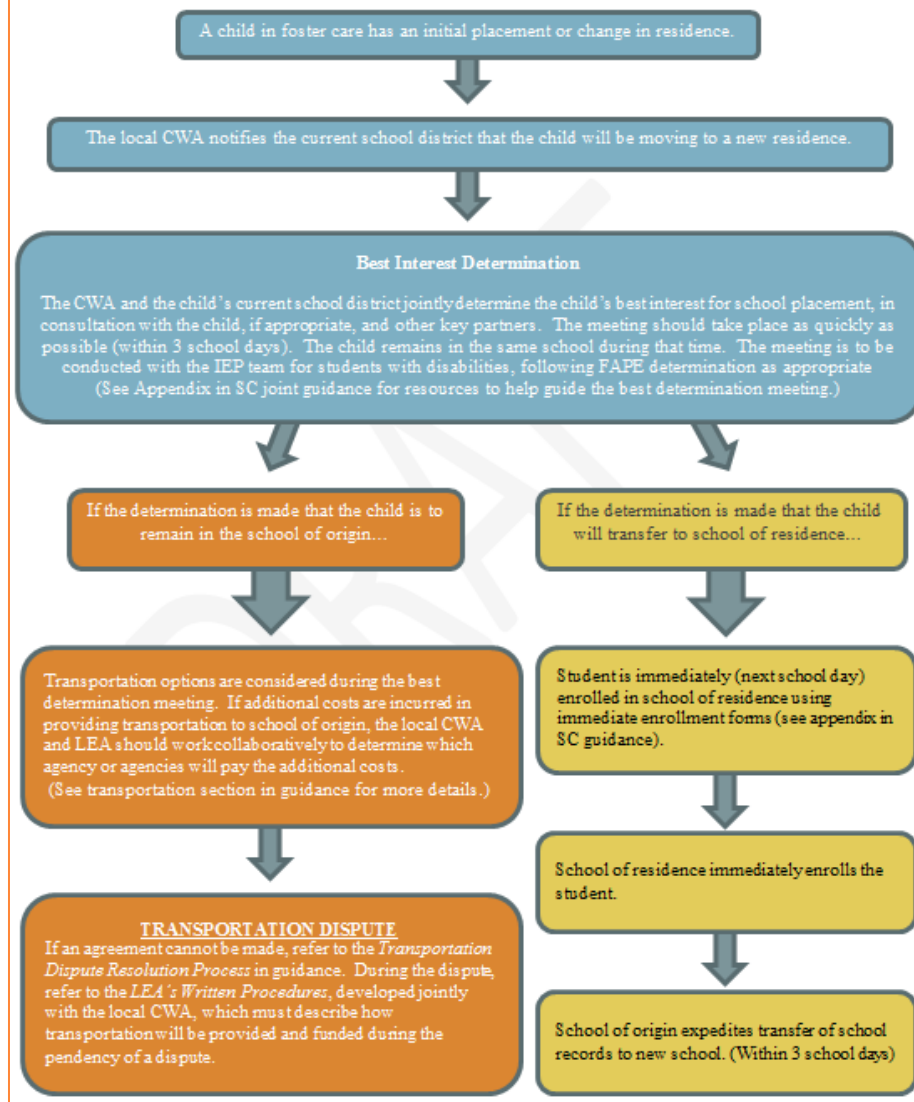 A child in foster care has an initial placement or change in residence.
The local CWA notifies the current school district that the child will be moving to a new residence.
Best Interest Determination
The CWA and the child's current school district jointly determine the child's best interest for school placement, in
consultation with the child, if appropriate, and other key partners. The meeting should take place as quickly as
possible (within 3 school days). The child remains in the same school during that time. The meeting is to be
conducted with the IEP team for students with disabilities, following FAPE determination as appropriate
(See Appendix in SC joint guidance for resources to help guide the best determination meeting.)
If the determination is made that the child is to
remain in the school of origin…
Transportation options are considered during the best
determination meeting. If additional costs are incurred in
providing transportation to school of origin, the local CWA
and LEA should work collaboratively to determine which
agency or agencies will pay the additional costs.
(See transportation section in guidance for more details.)
TRANSPORTATION DISPUTE
If an agreement cannot be made, refer to the Transportation
Dispute Resolution Process in guidance. During the dispute,
refer to the LEA's Written Procedures, developed jointly
with the local CWA, which must describe how
transportation will be provided and funded during the
pendency of a dispute.
If the determination is made that the child
will transfer to school of residence…
Student is immediately (next school day)
enrolled in school of residence using
immediate enrollment forms (see appendix in
SC guidance).
School of residence immediately enrolls the
student.
School of origin expedites transfer of school
records to new school. (Within 3 school days)
DRAFT